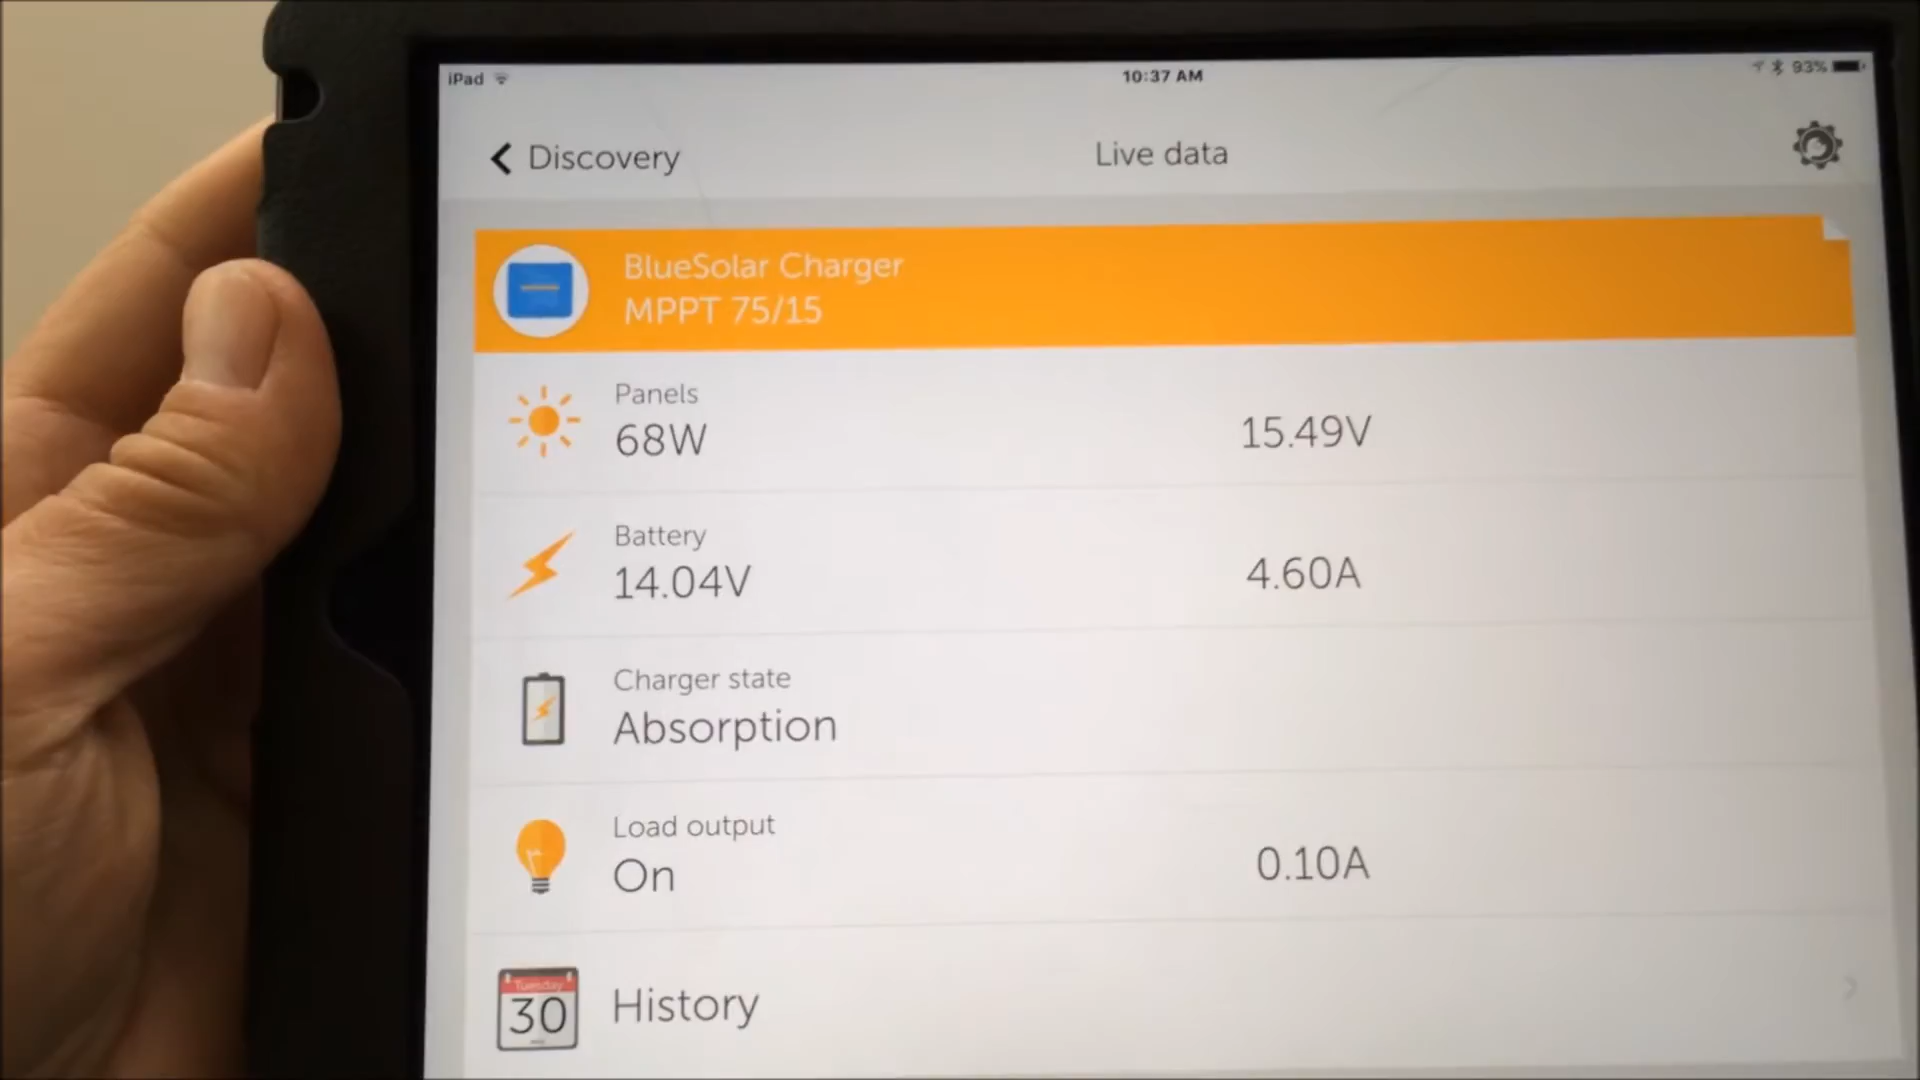 iPad
10:37 AM
93%
Discovery
Live data
BlueSolar Charger
MPPT 75/15
Panels
68W
15.49V
Battery
14.04V
4.60A
Charger state
Absorption
Load output
On
0.10A
Tuesday
30
History